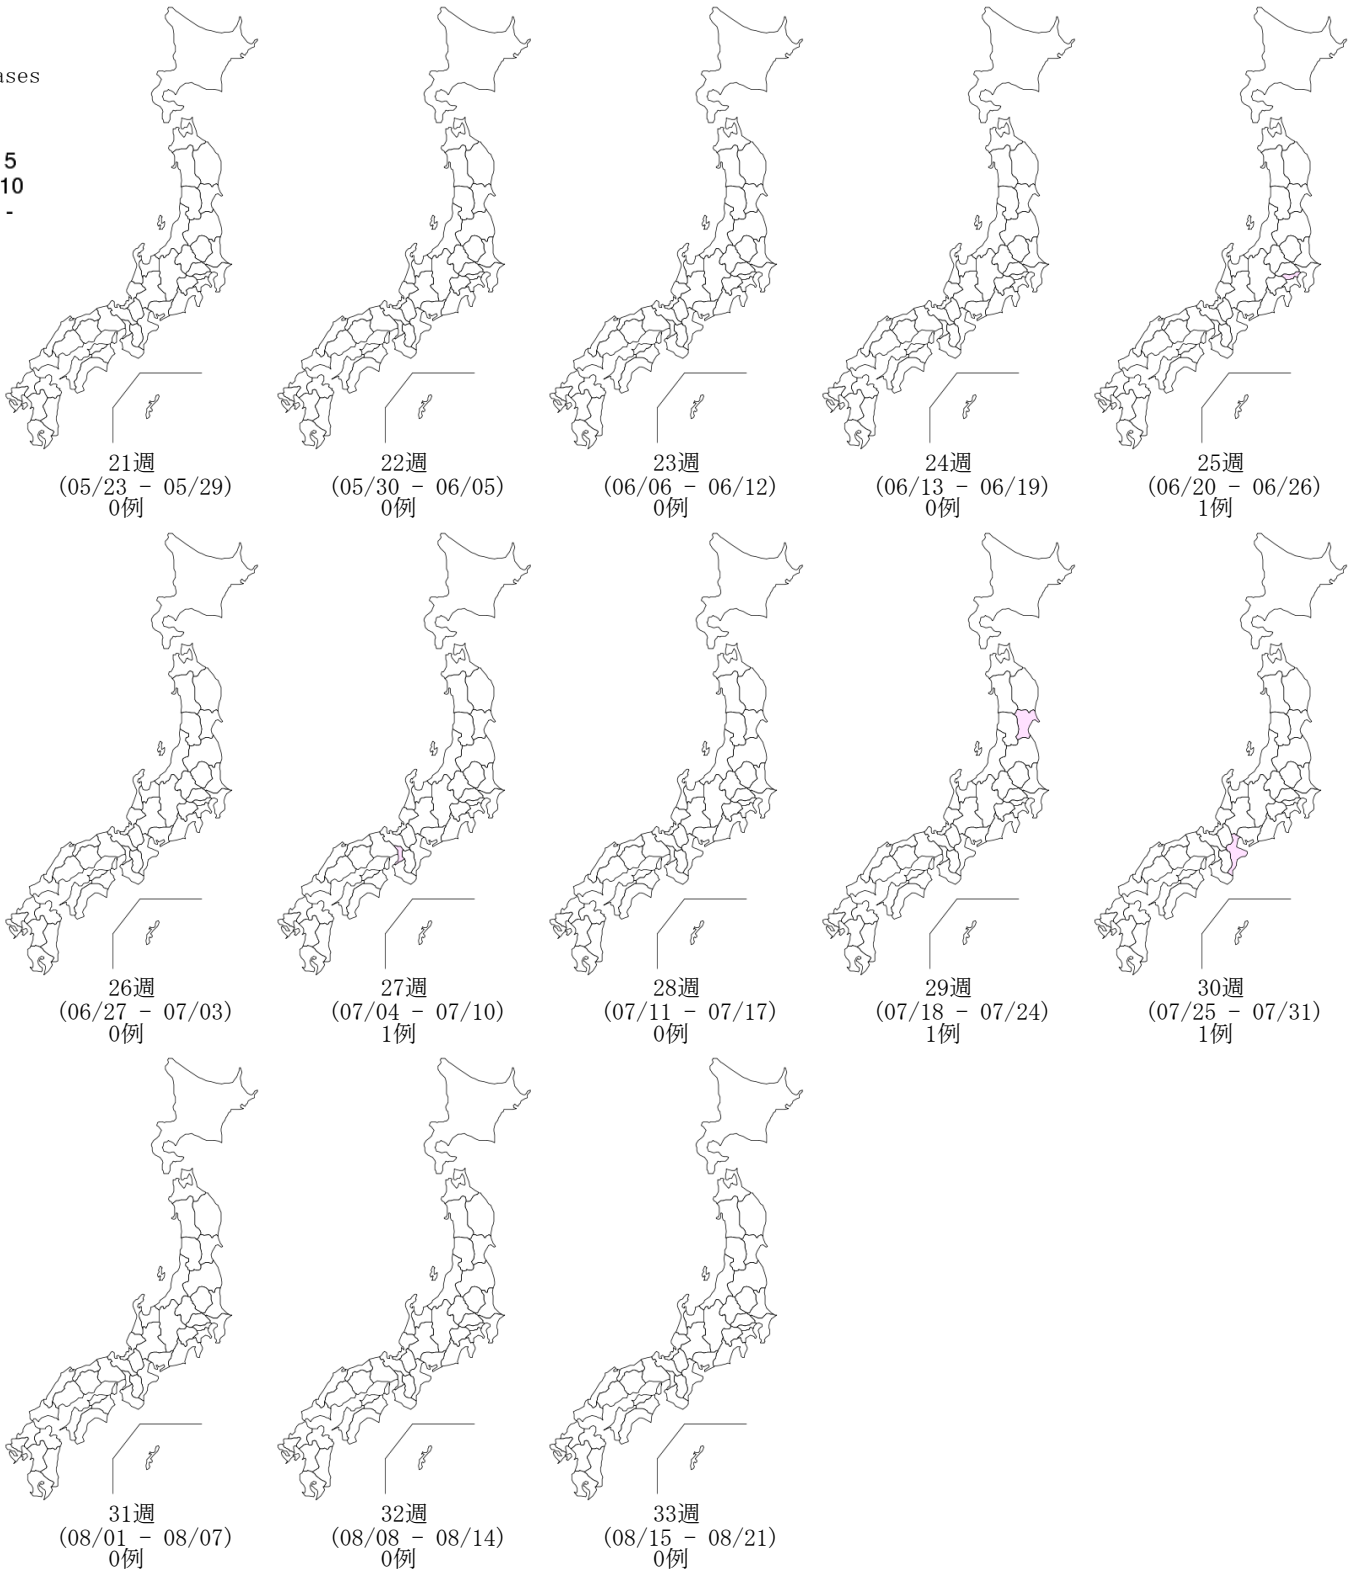 ases
5
10
-
21週
(05/23 - 05/29)
0例
22週
(05/30 - 06/05)
0例
23週
(06/06 - 06/12)
0例
24週
(06/13 - 06/19)
0例
25週
(06/20 - 06/26)
1例
26週
(06/27 - 07/03)
0例
27週
(07/04 - 07/10)
1例
28週
(07/11 - 07/17)
0例
29週
(07/18 - 07/24)
1例
30週
(07/25 - 07/31)
1例
31週
(08/01 - 08/07)
0例
32週
(08/08 - 08/14)
0例
33週
(08/15 - 08/21)
0例